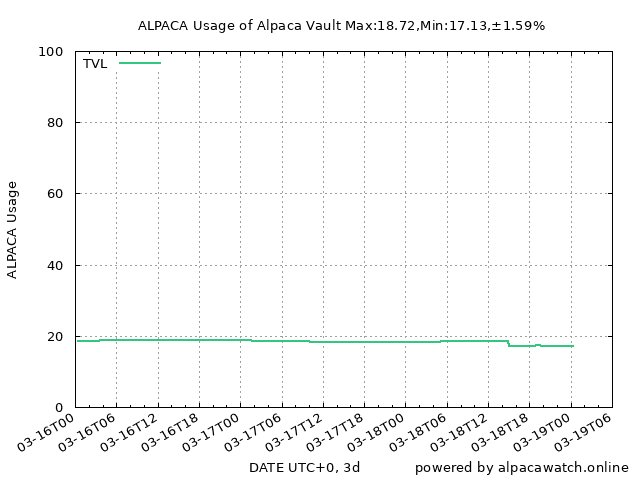 ALPACA Usage of Alpaca Vault Max:18.72,Min:17.13,±1.59%
100
TVL
80
60
40
20
0
ALPACA Usage
03-16T00
03-16T06
03-16T12
03-16T18
03-17T00
03-17T06
03-17T12
03-17T18
03-18T00
03-18T06
03-18T12
03-18T18
03-19T00
03-19T06
DATE UTC+0, 3d
powered by alpacawatch.online